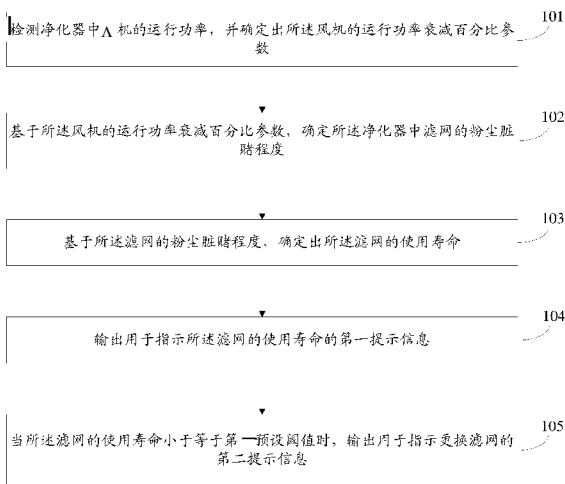 检测净化器中Λ 机的运行功率，并确定出所述风机的运行功率衰减百分比参
数
101
基于所述风机的运行功率衰减百分比参数，确定所述净化器中滤网的粉尘脏
赌程度
102
基于所述滤网的粉尘脏赌程度，确定出所述滤网的使用寿命
103
输出用于指示所述滤网的使用寿命的第一提示信息
104
当所述滤网的使用寿命小于等于第一预设阈值时，输出用于指示更换滤网的
第二提示信息
105